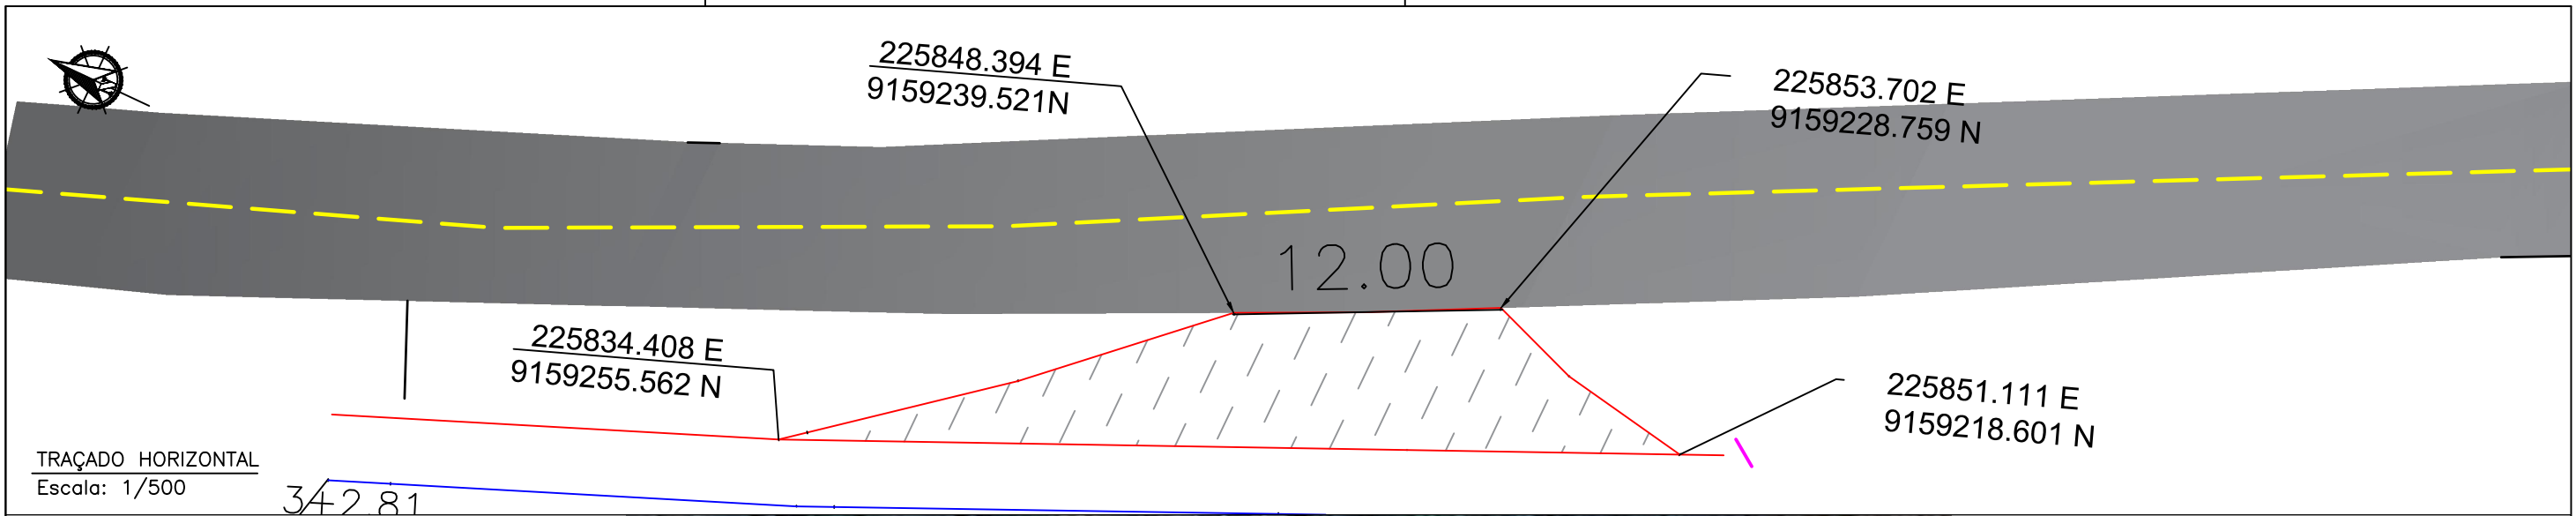 225848.394 E
9159239.521N
225853.702 E
9159228.759 N
12.00
225834.408 E
9159255.562 N
225851.111 E
9159218.601 N
TRAÇADO HORIZONTAL
Escala: 1/500
342.81